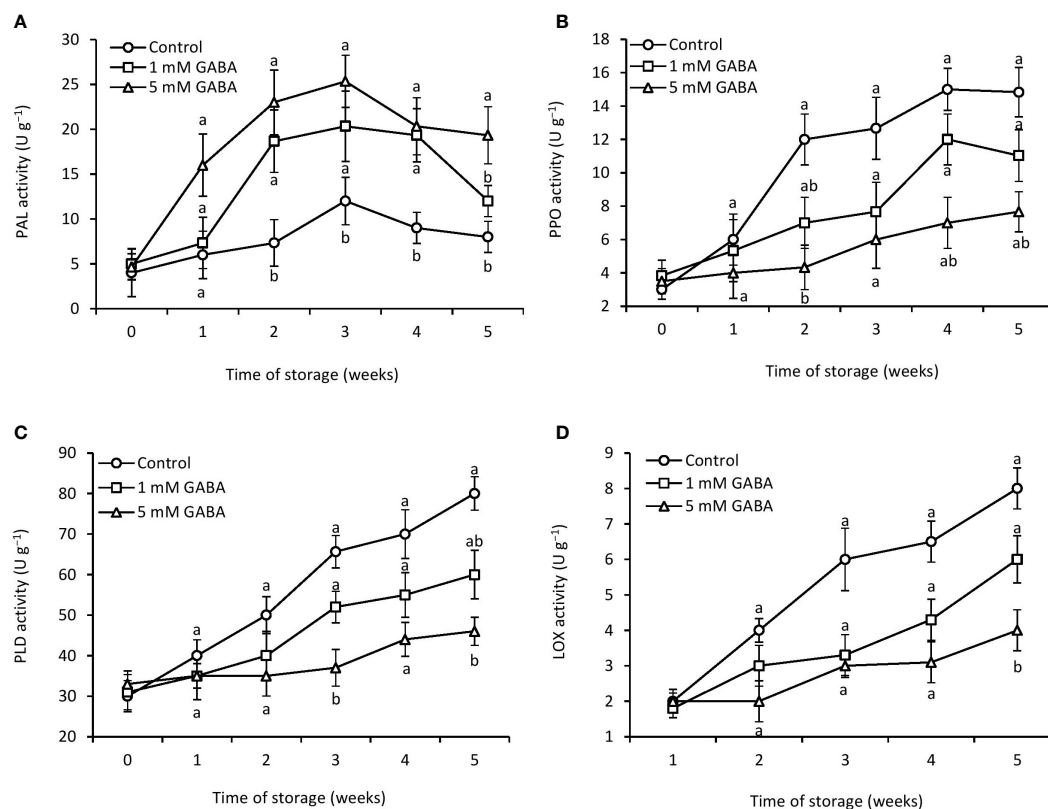 A
PAL activity (U g⁻¹)
30
25
20
15
10
5
0
Control
1 mM GABA
5 mM GABA
a
a a a
a
a a a b
a
a b b b b
0 1 2 3 4 5
Time of storage (weeks)
B
PPO activity (U g⁻¹)
18
16
14
12
10
8
6
4
2
Control
1 mM GABA
5 mM GABA
a a
a
a a
ab
a a a
a b a ab ab
0 1 2 3 4 5
Time of storage (weeks)
C
PLD activity (U g⁻¹)
90
80
70
60
50
40
30
20
Control
1 mM GABA
5 mM GABA
a
a
a
ab
a a
a
a
a a b a b
0 1 2 3 4 5
Time of storage (weeks)
D
LOX activity (U g⁻¹)
9
8
7
6
5
4
3
2
1
Control
1 mM GABA
5 mM GABA
a
a a
a
a
a
a
a a a b
1 2 3 4 5
Time of storage (weeks)